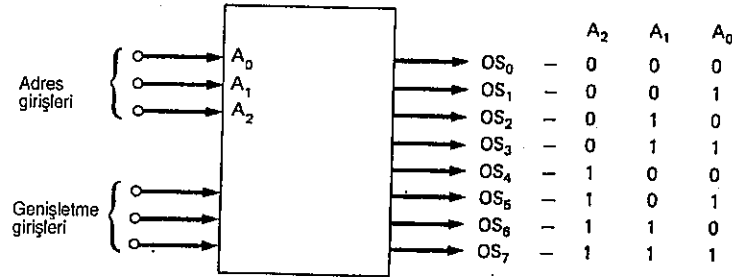 A₂ A₁ A₀
Adres
girişleri
A₀
A₁
A₂
Genişletme
girişleri
OS₀ – 0 0 0
OS₁ – 0 0 1
OS₂ – 0 1 0
OS₃ – 0 1 1
OS₄ – 1 0 0
OS₅ – 1 0 1
OS₆ – 1 1 0
OS₇ – 1 1 1